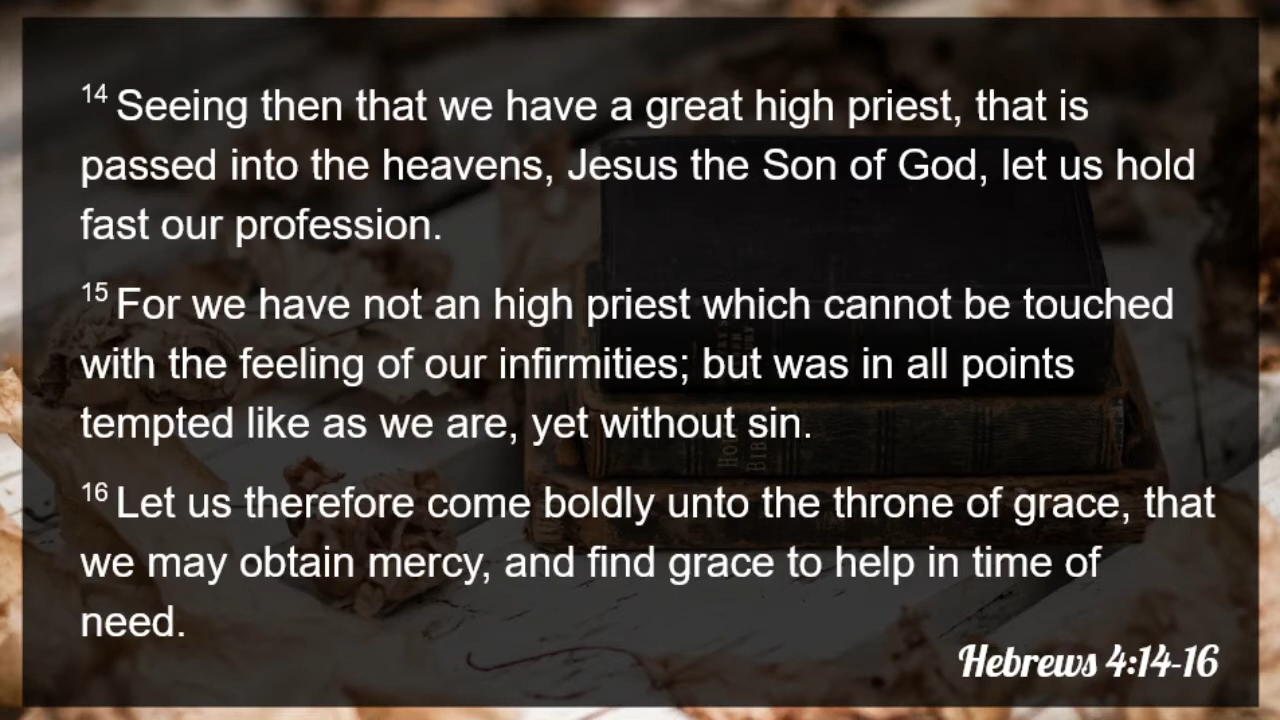 14 Seeing then that we have a great high priest, that is
passed into the heavens, Jesus the Son of God, let us hold
fast our profession.
15 For we have not an high priest which cannot be touched
with the feeling of our infirmities; but was in all points
tempted like as we are, yet without sin.
16 Let us therefore come boldly unto the throne of grace, that
we may obtain mercy, and find grace to help in time of
need.
Hebrews 4:14-16